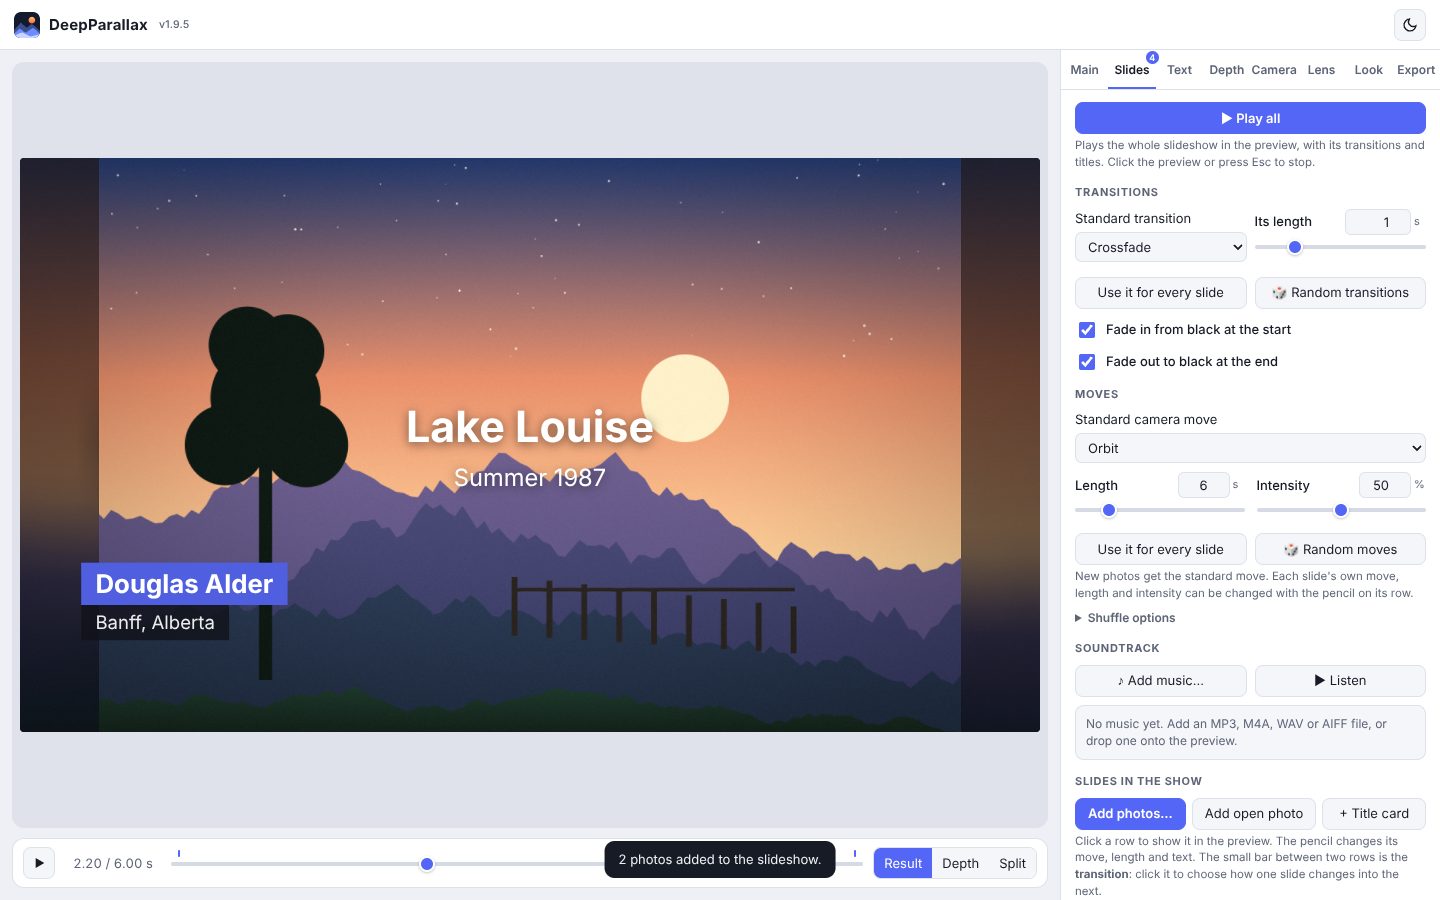 DeepParallax v1.9.5
Main Slides 4 Text Depth Camera Lens Look Export
▶ Play all
Plays the whole slideshow in the preview, with its transitions and
titles. Click the preview or press Esc to stop.
TRANSITIONS
Standard transition
Its length 1 s
Crossfade
Use it for every slide
🎲 Random transitions
Fade in from black at the start
Fade out to black at the end
MOVES
Standard camera move
Orbit
Length 6 s
Intensity 50 %
Use it for every slide
🎲 Random moves
New photos get the standard move. Each slide's own move,
length and intensity can be changed with the pencil on its row.
▶ Shuffle options
SOUNDTRACK
♪ Add music...
▶ Listen
No music yet. Add an MP3, M4A, WAV or AIFF file, or
drop one onto the preview.
SLIDES IN THE SHOW
Add photos...
Add open photo
+ Title card
Click a row to show it in the preview. The pencil changes its
move, length and text. The small bar between two rows is the
transition: click it to choose how one slide changes into the
next.
Lake Louise
Summer 1987
Douglas Alder
Banff, Alberta
2.20 / 6.00 s
2 photos added to the slideshow.
Result Depth Split